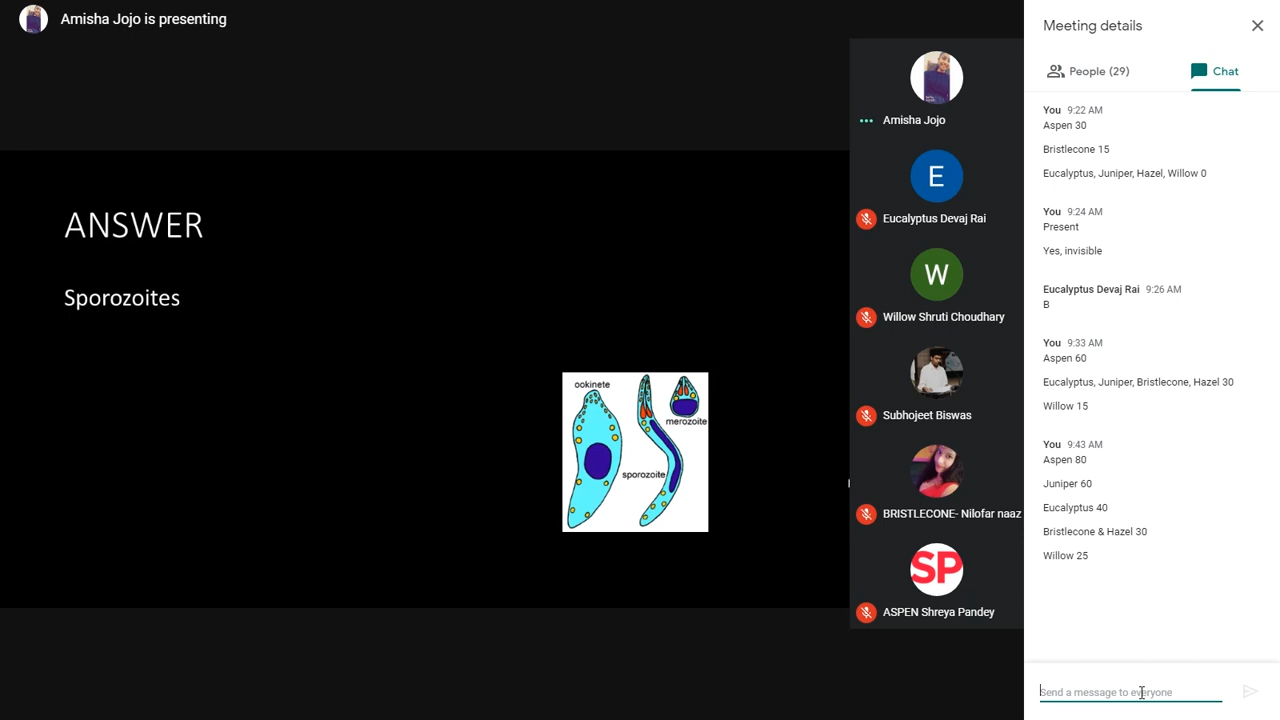 Amisha Jojo is presenting
ANSWER
Sporozoites
ookinete
merozoite
sporozoite
Amisha Jojo
E
Eucalyptus Devaj Rai
W
Willow Shruti Choudhary
Subhojeet Biswas
BRISTLECONE- Nilofar naaz
SP
ASPEN Shreya Pandey
Meeting details
People (29)
Chat
You 9:22 AM
Aspen 30
Bristlecone 15
Eucalyptus, Juniper, Hazel, Willow 0
You 9:24 AM
Present
Yes, invisible
Eucalyptus Devaj Rai 9:26 AM
B
You 9:33 AM
Aspen 60
Eucalyptus, Juniper, Bristlecone, Hazel 30
Willow 15
You 9:43 AM
Aspen 80
Juniper 60
Eucalyptus 40
Bristlecone & Hazel 30
Willow 25
Send a message to everyone